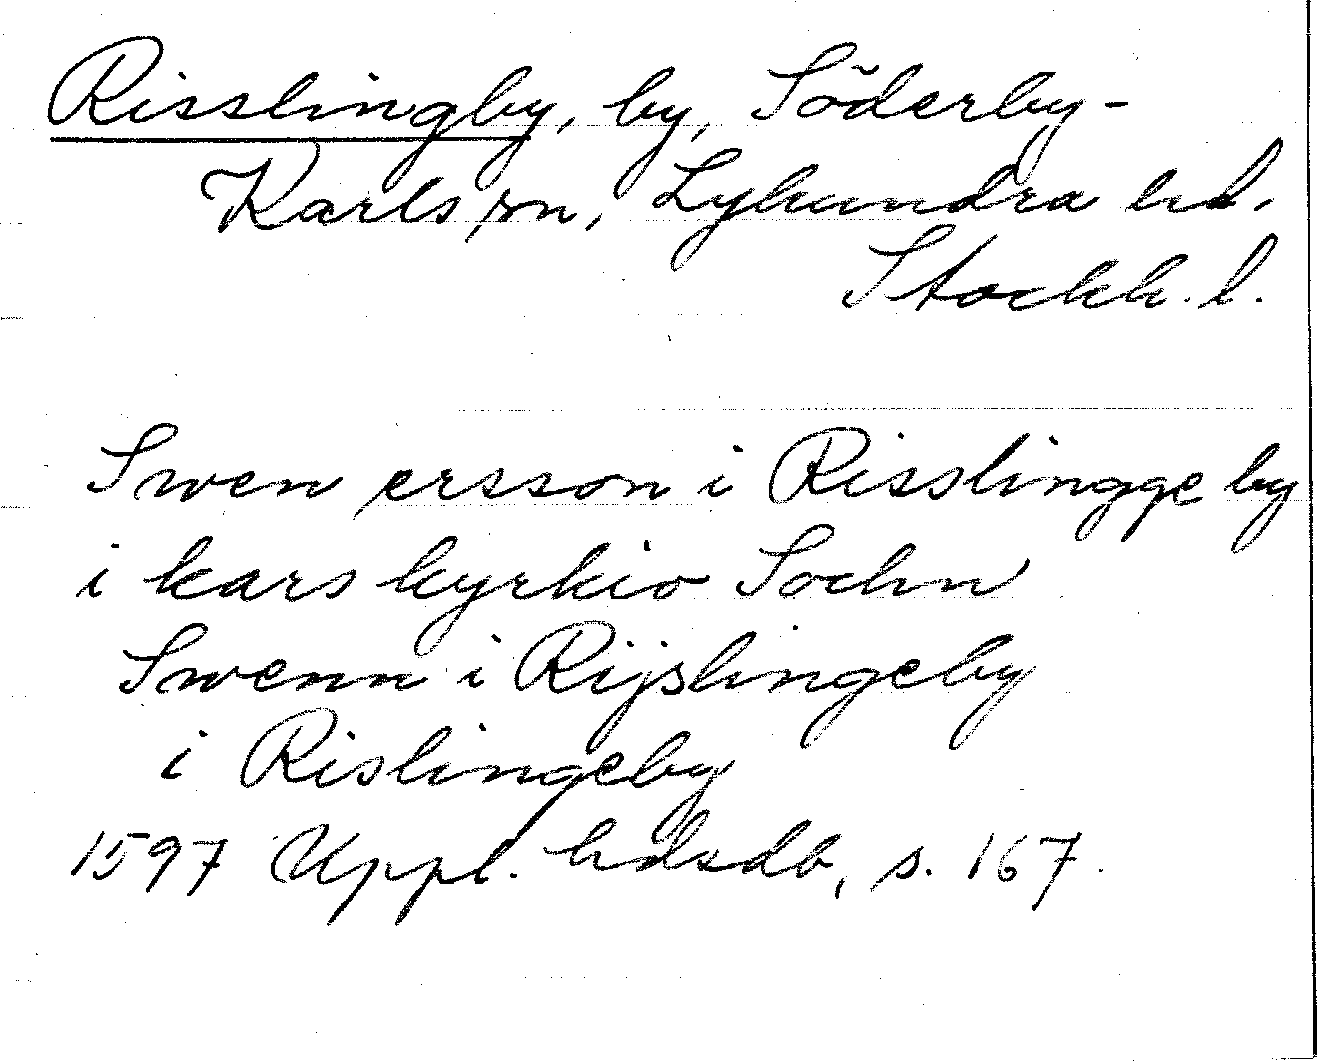 Risslingby, by, Söderby-
Karls sn, Lyhundra hd.
Stockh. l.
Swen ersson i Risslingge by
i kars kyrkio Sochn
Swenn i Rijslingeby
i Rislingeby
1597 Uppl. hdsdb, s. 167.